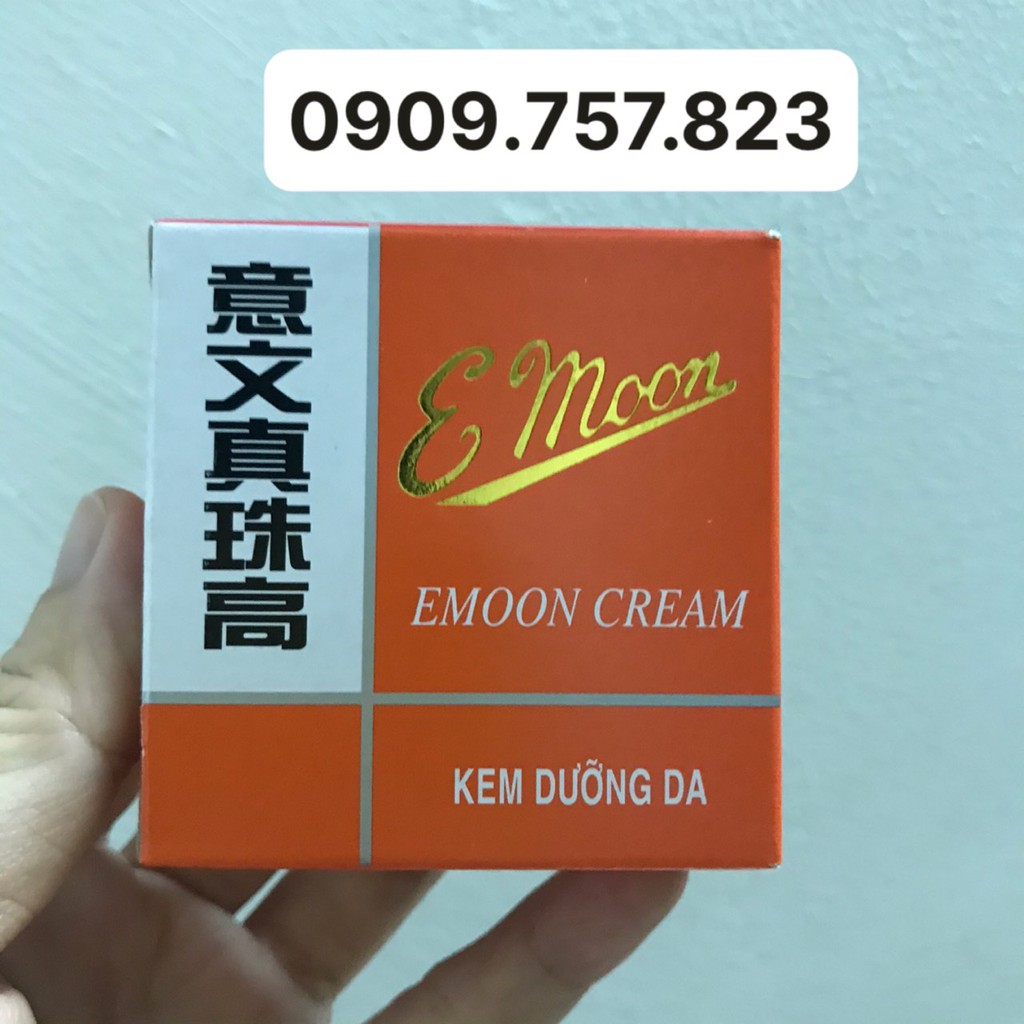 0909.757.823
意文真珠高
E Moon
EMOON CREAM
KEM DƯỠNG DA